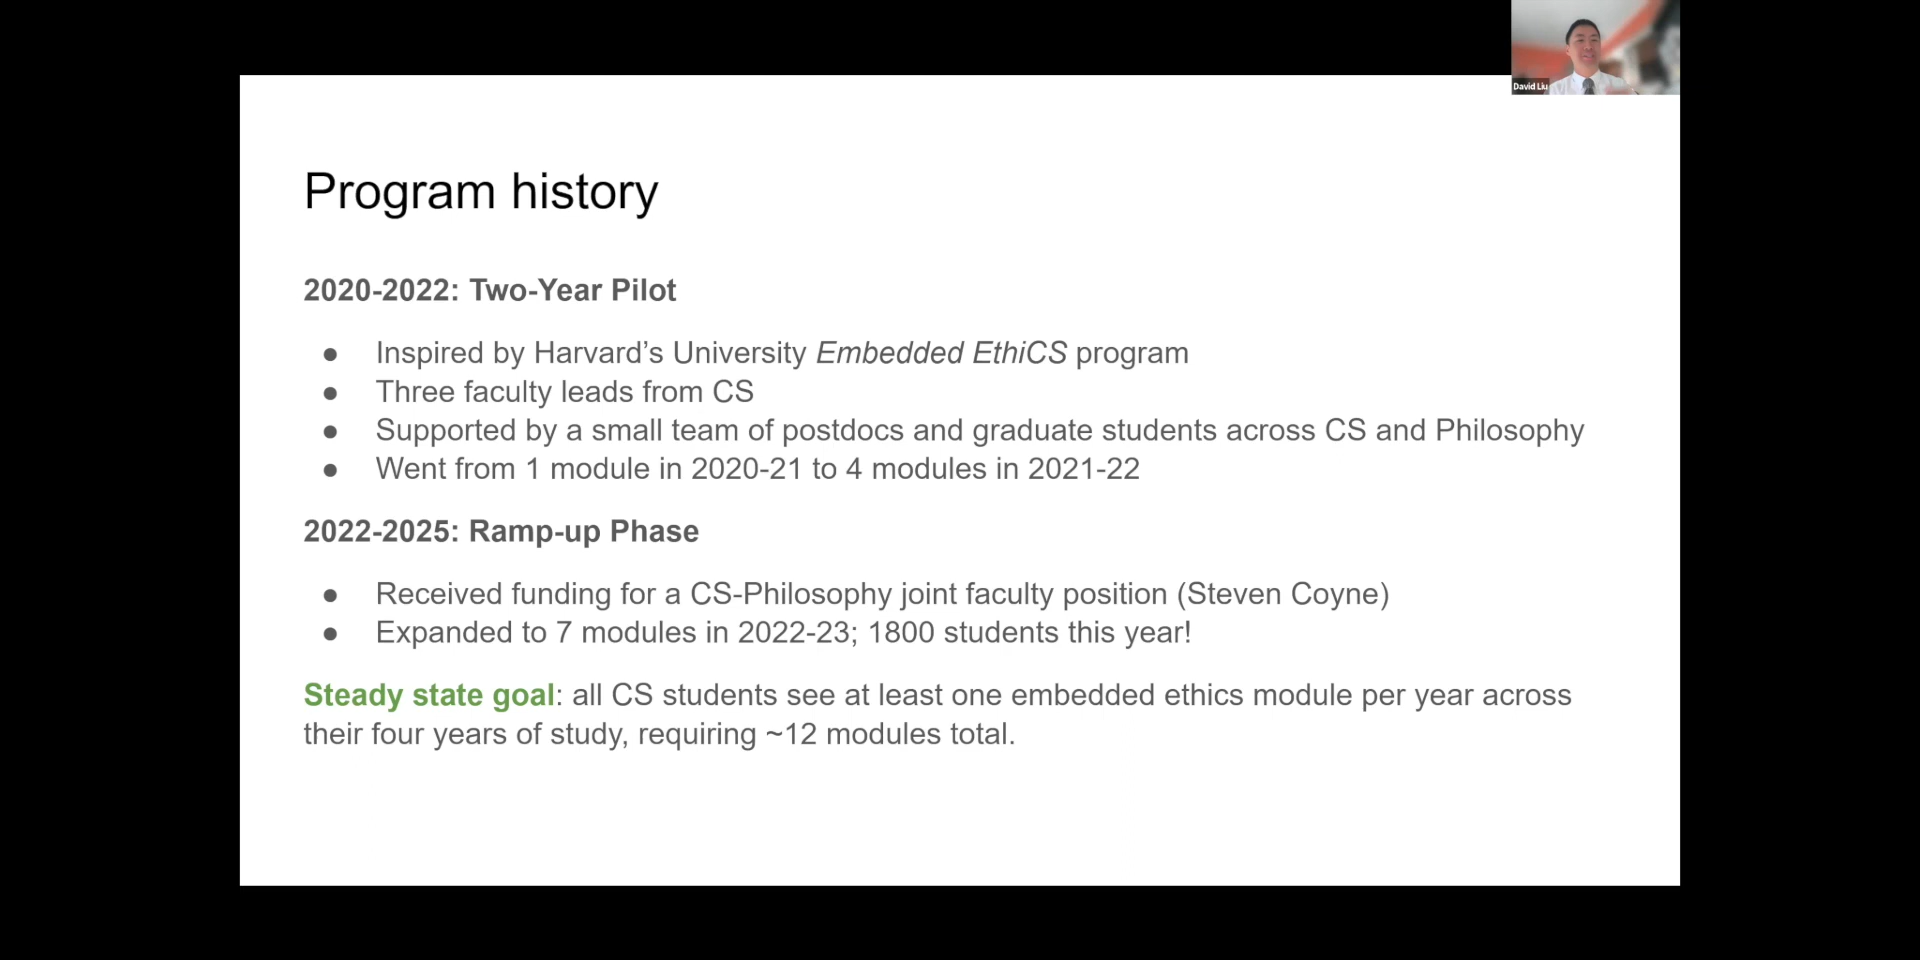 David Liu
Program history
2020-2022: Two-Year Pilot
● Inspired by Harvard’s University Embedded EthiCS program
● Three faculty leads from CS
● Supported by a small team of postdocs and graduate students across CS and Philosophy
● Went from 1 module in 2020-21 to 4 modules in 2021-22
2022-2025: Ramp-up Phase
● Received funding for a CS-Philosophy joint faculty position (Steven Coyne)
● Expanded to 7 modules in 2022-23; 1800 students this year!
Steady state goal: all CS students see at least one embedded ethics module per year across
their four years of study, requiring ~12 modules total.